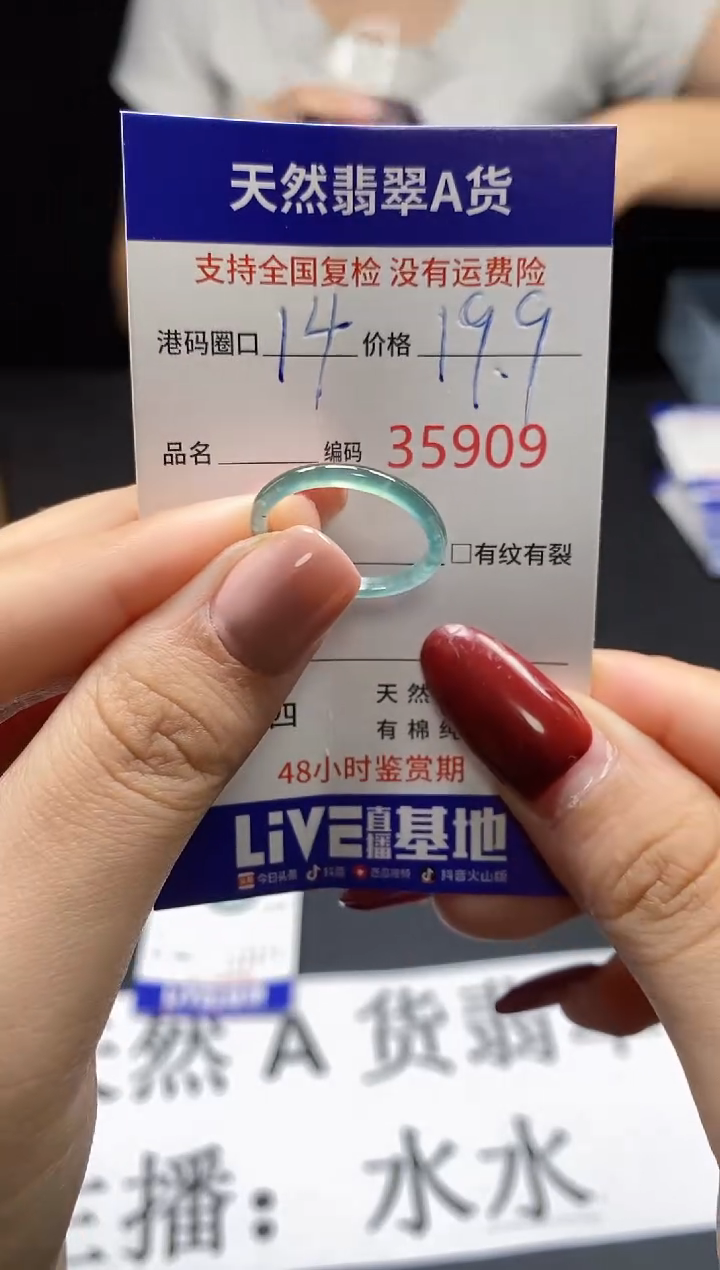 天然翡翠A货
支持全国复检 没有运费险
港码圈口 14 价格 19.9
品名 编码 35909
□有纹有裂
四 天然
有棉
48小时鉴赏期
LiVE直播基地
今日头条 抖音 西瓜视频 抖音火山版
然 A 货翡
播：水水